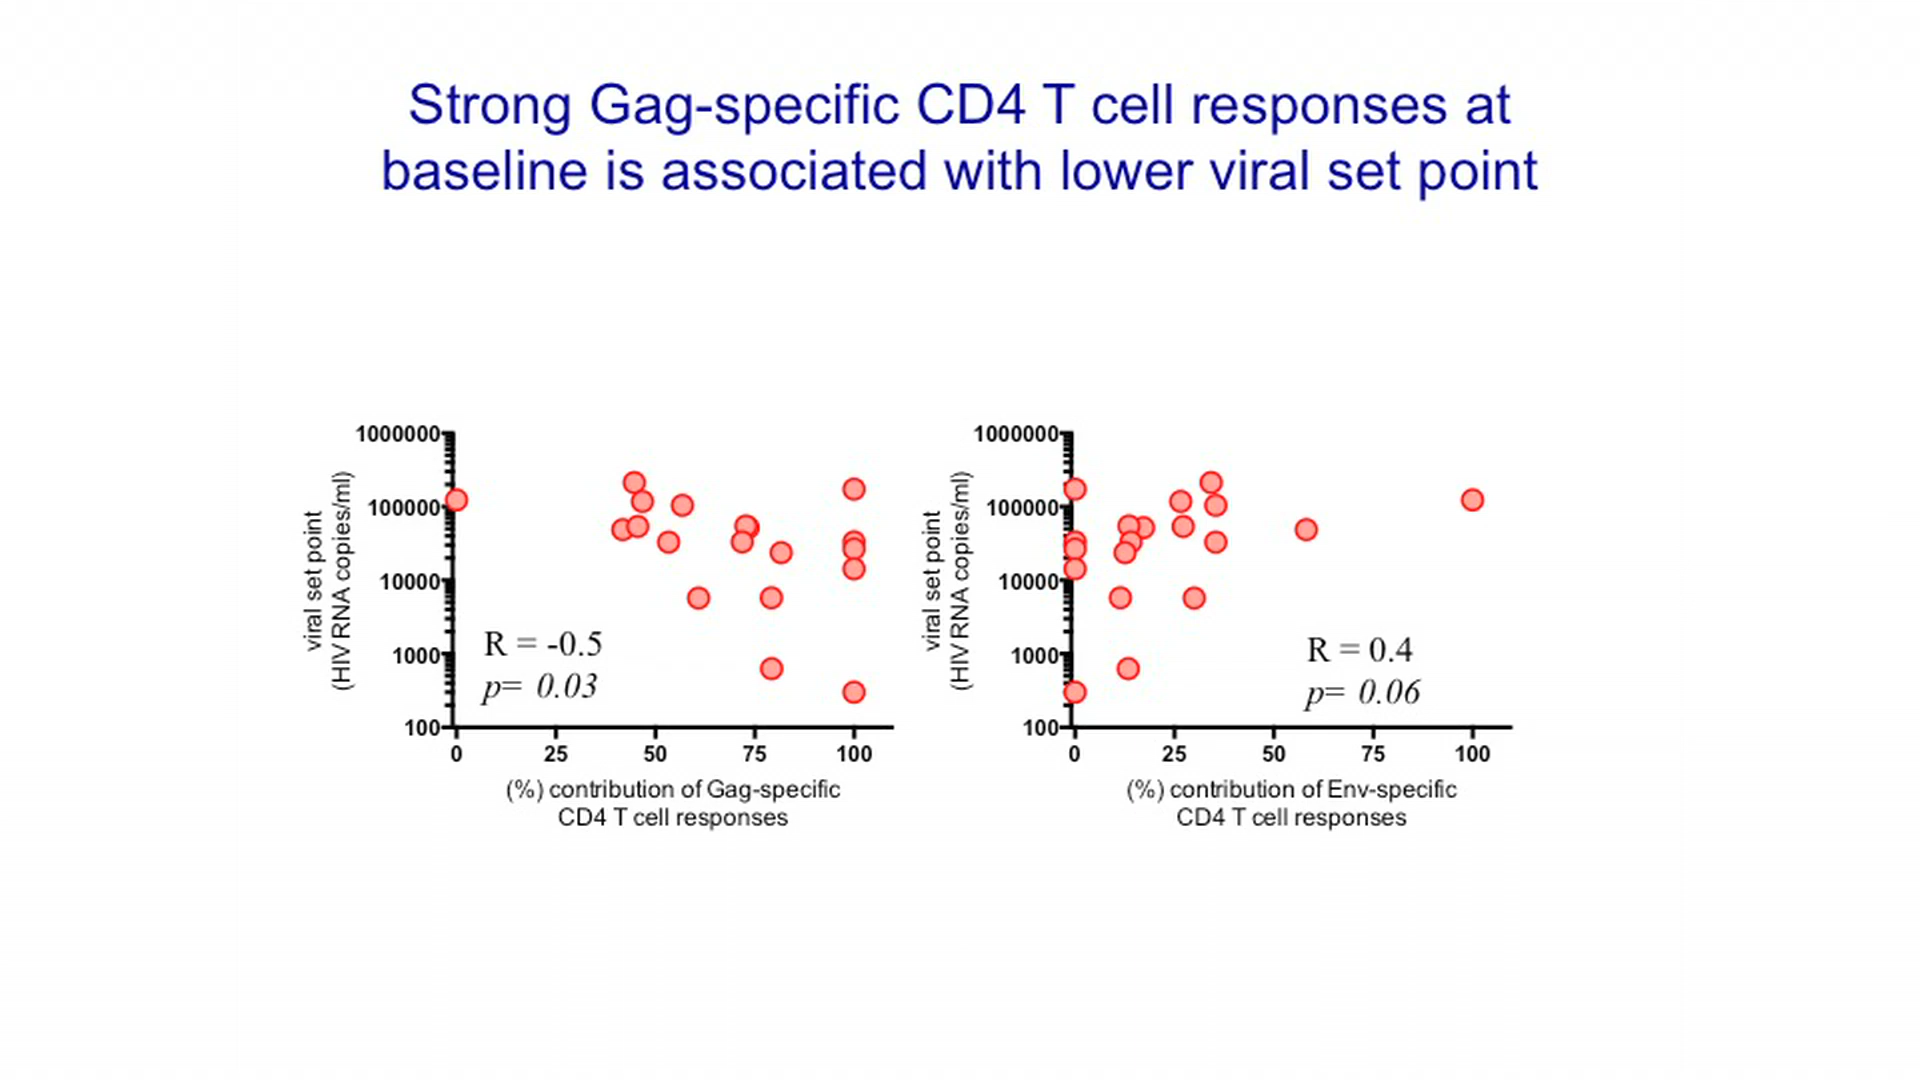 Strong Gag-specific CD4 T cell responses at
baseline is associated with lower viral set point
viral set point
(HIV RNA copies/ml)
1000000
100000
10000
1000
100
R = -0.5
p= 0.03
0 25 50 75 100
(%) contribution of Gag-specific
CD4 T cell responses
viral set point
(HIV RNA copies/ml)
1000000
100000
10000
1000
100
R = 0.4
p= 0.06
0 25 50 75 100
(%) contribution of Env-specific
CD4 T cell responses